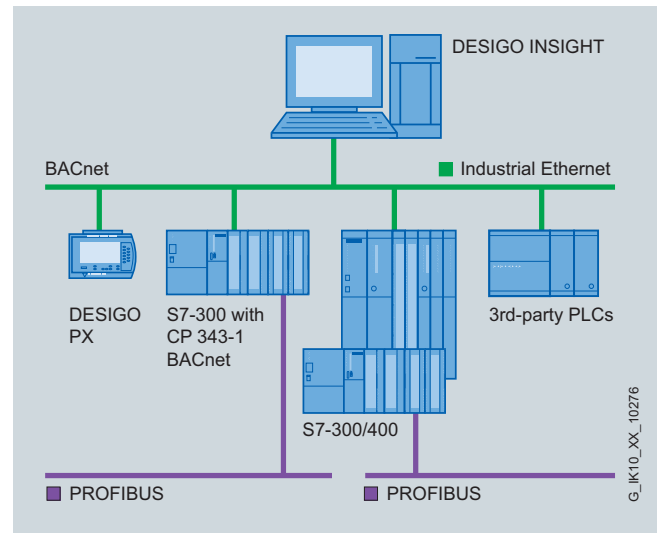 DESIGO INSIGHT
BACnet
Industrial Ethernet
DESIGO
PX
S7-300 with
CP 343-1
BACnet
3rd-party PLCs
S7-300/400
PROFIBUS
PROFIBUS
G_IK10_XX_10276